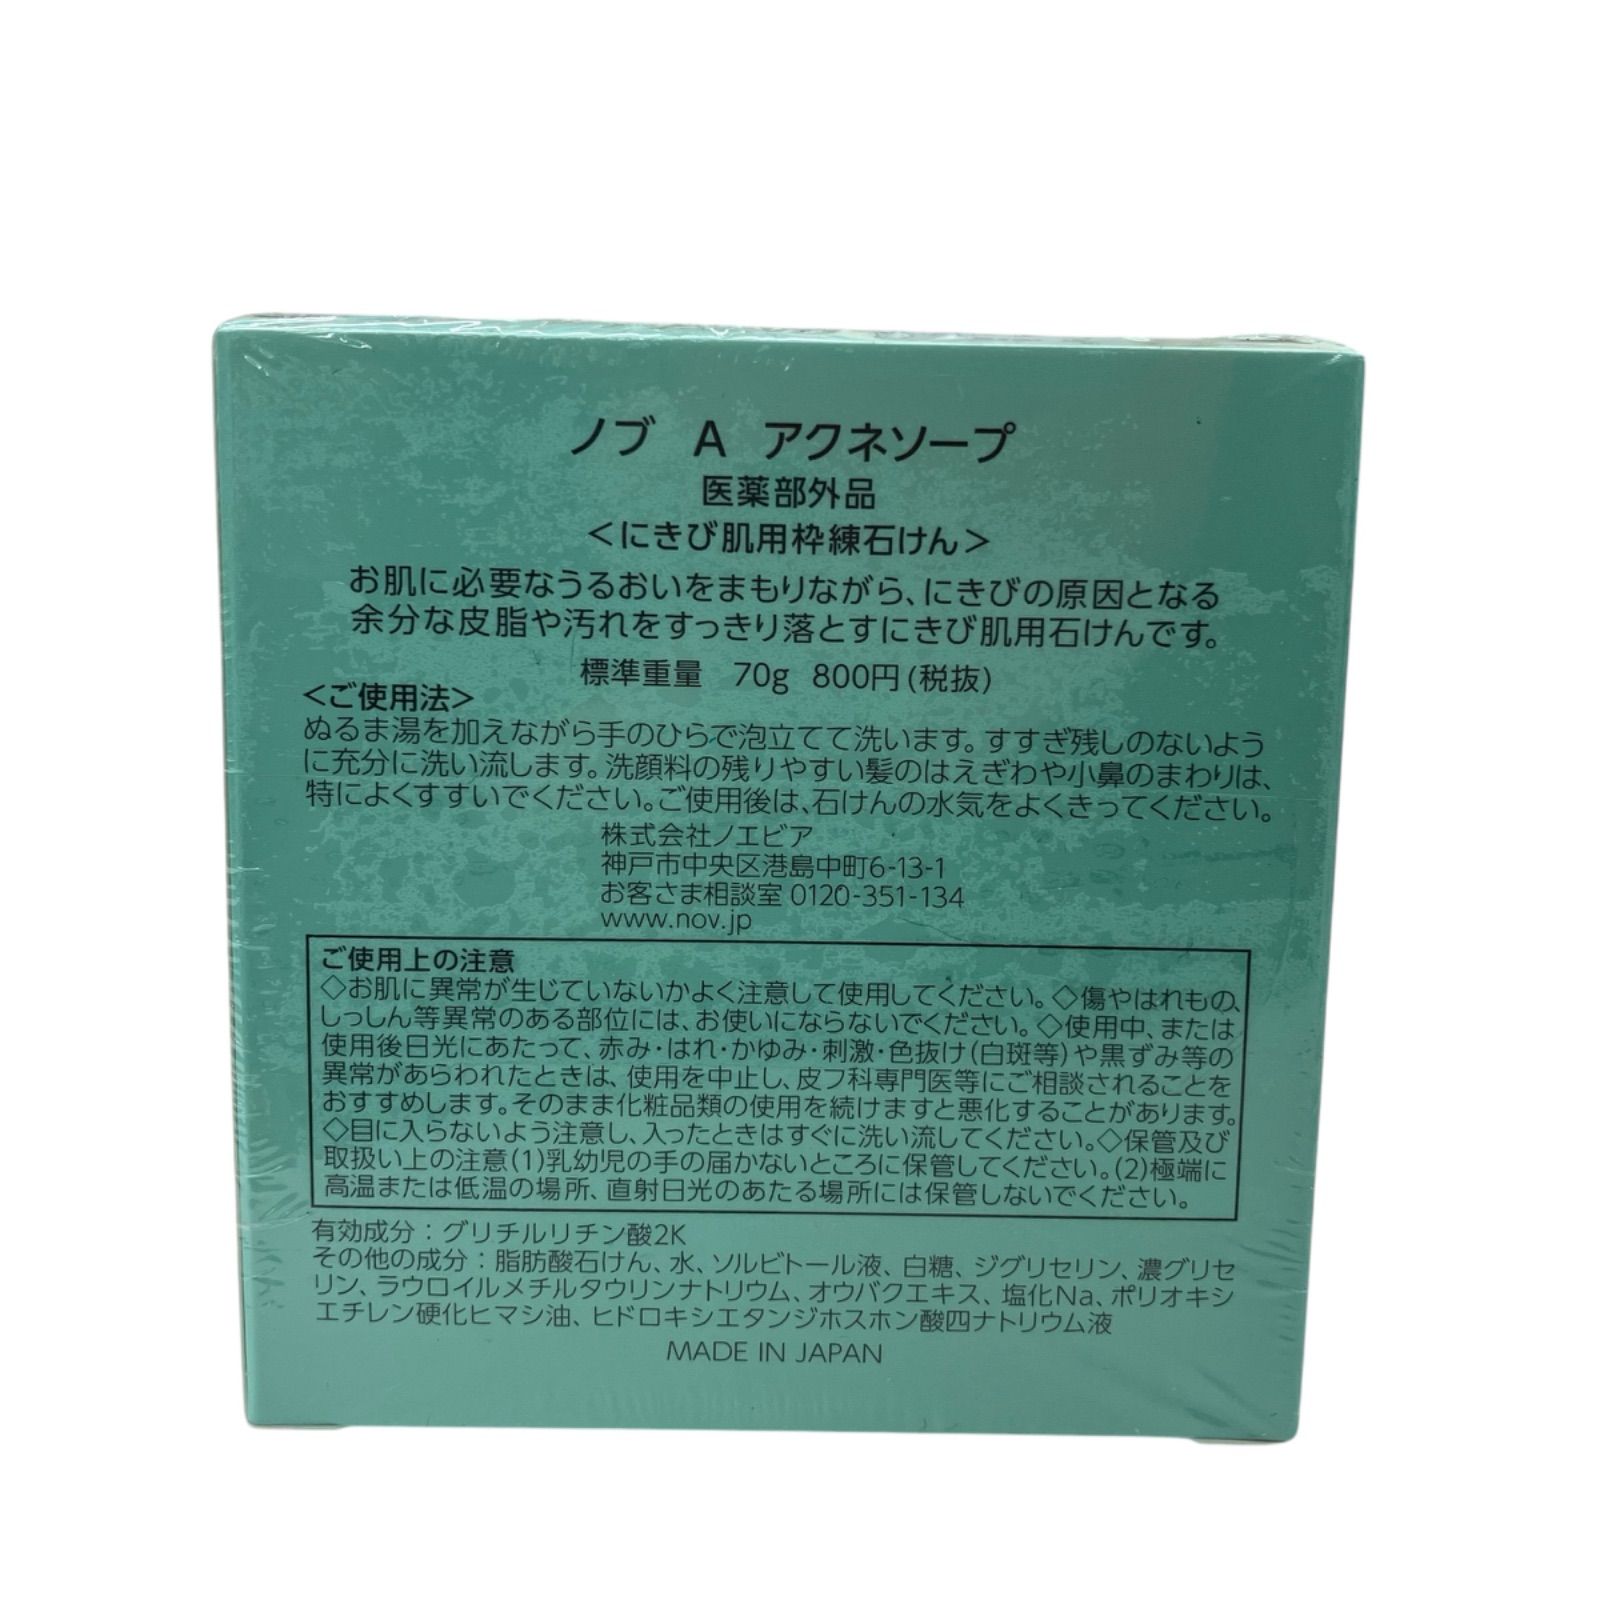 ノブ A アクネソープ
医薬部外品
＜にきび肌用枠練石けん＞
お肌に必要なうるおいをまもりながら、にきびの原因となる
余分な皮脂や汚れをすっきり落とすにきび肌用石けんです。
標準重量 70g 800円(税抜)
＜ご使用法＞
ぬるま湯を加えながら手のひらで泡立てて洗います。すすぎ残しのないよう
に充分に洗い流します。洗顔料の残りやすい髪のはえぎわや小鼻のまわりは、
特によくすすいでください。ご使用後は、石けんの水気をよくきってください。
株式会社ノエビア
神戸市中央区港島中町6-13-1
お客さま相談室 0120-351-134
www.nov.jp
ご使用上の注意
◇お肌に異常が生じていないかよく注意して使用してください。◇傷やはれもの、
しっしん等異常のある部位には、お使いにならないでください。◇使用中、または
使用後日光にあたって、赤み・はれ・かゆみ・刺激・色抜け(白斑等)や黒ずみ等の
異常があらわれたときは、使用を中止し、皮フ科専門医等にご相談されることを
おすすめします。そのまま化粧品類の使用を続けますと悪化することがあります。
◇目に入らないよう注意し、入ったときはすぐに洗い流してください。◇保管及び
取扱い上の注意(1)乳幼児の手の届かないところに保管してください。(2)極端に
高温または低温の場所、直射日光のあたる場所には保管しないでください。
有効成分：グリチルリチン酸2K
その他の成分：脂肪酸石けん、水、ソルビトール液、白糖、ジグリセリン、濃グリセ
リン、ラウロイルメチルタウリンナトリウム、オウバクエキス、塩化Na、ポリオキシ
エチレン硬化ヒマシ油、ヒドロキシエタンジホスホン酸四ナトリウム液
MADE IN JAPAN